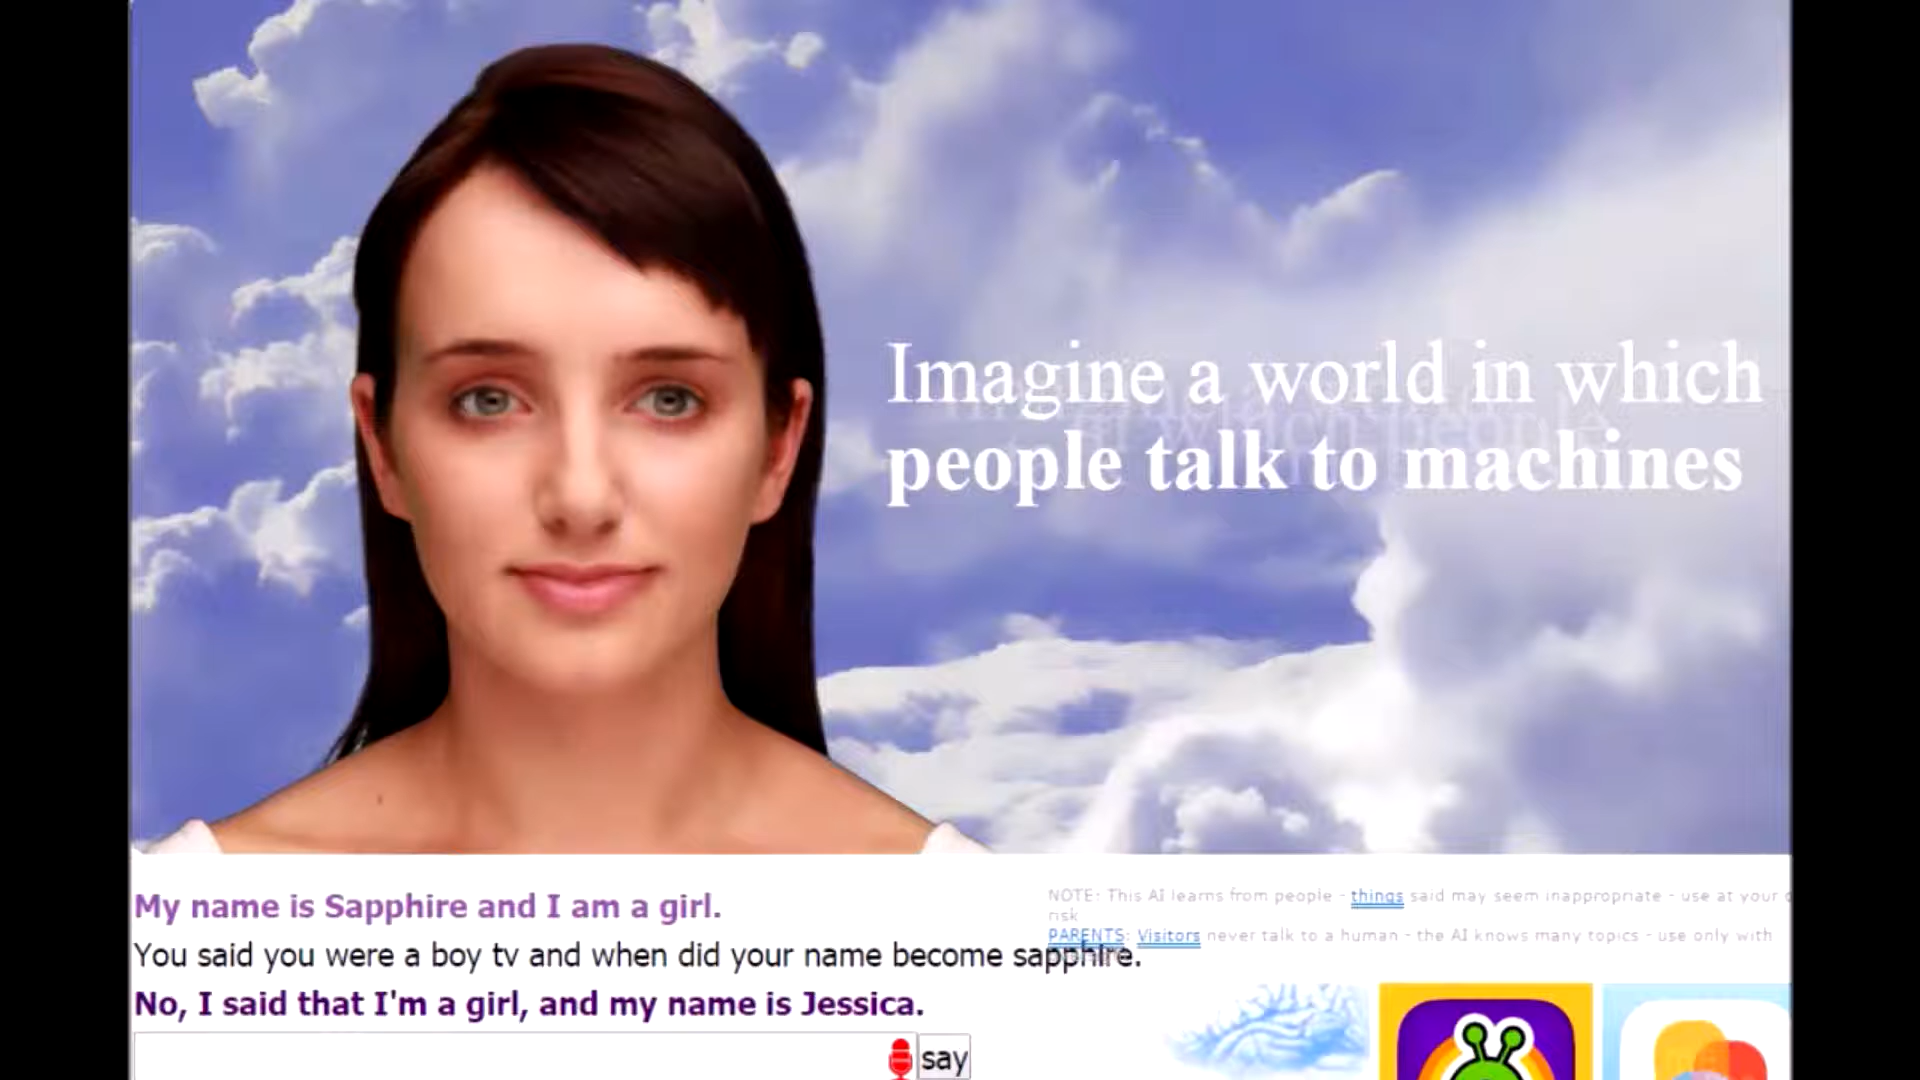 Imagine a world in which
people talk to machines
My name is Sapphire and I am a girl.
You said you were a boy tv and when did your name become sapphire.
No, I said that I'm a girl, and my name is Jessica.
say
NOTE: This AI learns from people - things said may seem inappropriate - use at your
risk
PARENTS: Visitors never talk to a human - the AI knows many topics - use only with